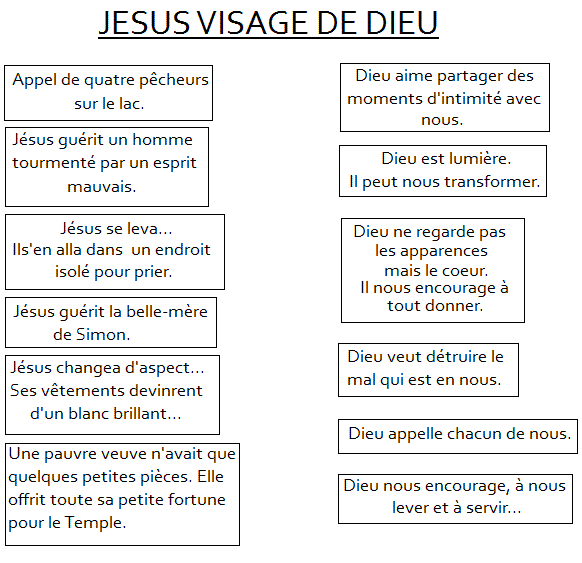 JESUS VISAGE DE DIEU
Appel de quatre pêcheurs
sur le lac.
Jésus guérit un homme
tourmenté par un esprit
mauvais.
Jésus se leva...
Ils'en alla dans un endroit
isolé pour prier.
Jésus guérit la belle-mère
de Simon.
Jésus changea d'aspect...
Ses vêtements devinrent
d'un blanc brillant...
Une pauvre veuve n'avait que
quelques petites pièces. Elle
offrit toute sa petite fortune
pour le Temple.
Dieu aime partager des
moments d'intimité avec
nous.
Dieu est lumière.
Il peut nous transformer.
Dieu ne regarde pas
les apparences
mais le coeur.
Il nous encourage à
tout donner.
Dieu veut détruire le
mal qui est en nous.
Dieu appelle chacun de nous.
Dieu nous encourage, à nous
lever et à servir...